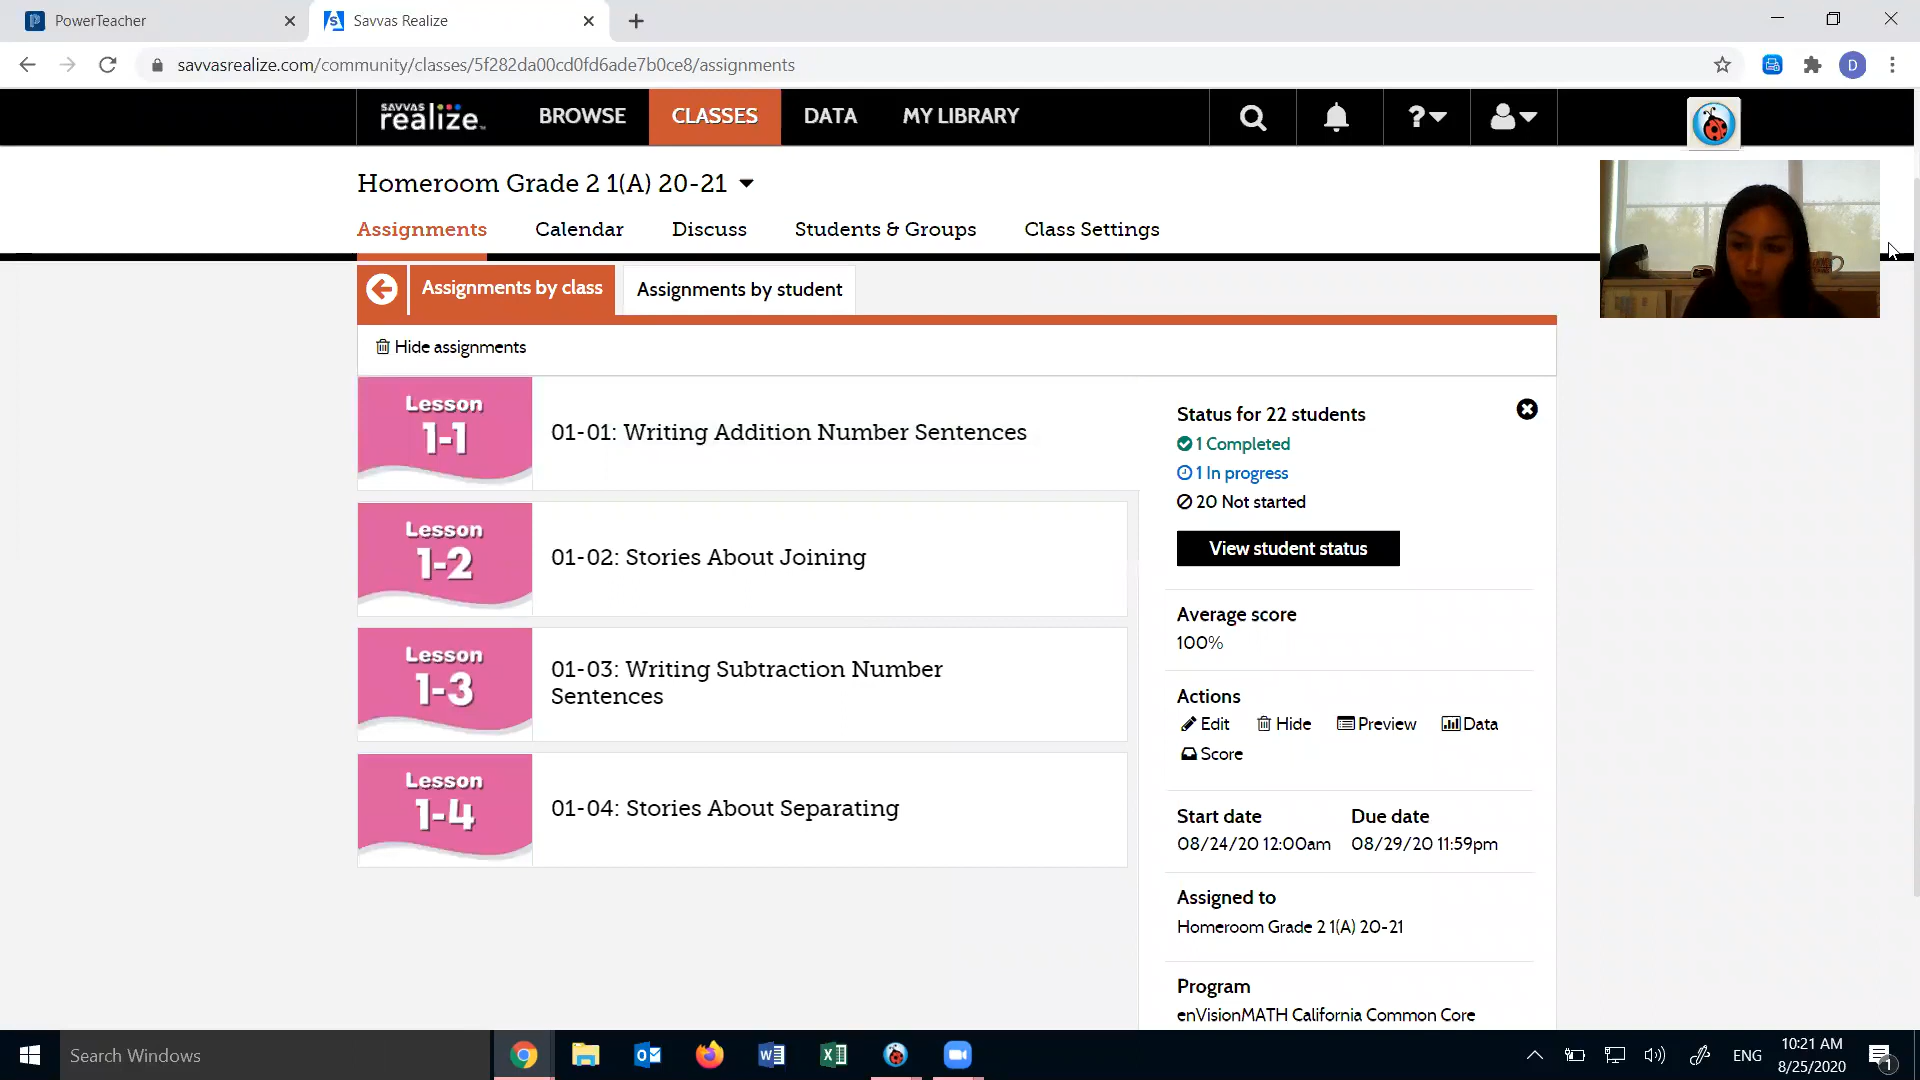 PowerTeacher
Savvas Realize
savvasrealize.com/community/classes/5f282da00cd0fd6ade7b0ce8/assignments
D
SAVVAS
realize.
BROWSE
CLASSES
DATA
MY LIBRARY
?
Homeroom Grade 2 1(A) 20-21
Assignments
Calendar
Discuss
Students & Groups
Class Settings
Assignments by class
Assignments by student
Hide assignments
Lesson
1-1
01-01: Writing Addition Number Sentences
Lesson
1-2
01-02: Stories About Joining
Lesson
1-3
01-03: Writing Subtraction Number
Sentences
Lesson
1-4
01-04: Stories About Separating
Status for 22 students
1 Completed
1 In progress
20 Not started
View student status
Average score
100%
Actions
Edit
Hide
Preview
Data
Score
Start date
08/24/20 12:00am
Due date
08/29/20 11:59pm
Assigned to
Homeroom Grade 2 1(A) 20-21
Program
enVisionMATH California Common Core
Search Windows
ENG
10:21 AM
8/25/2020
1